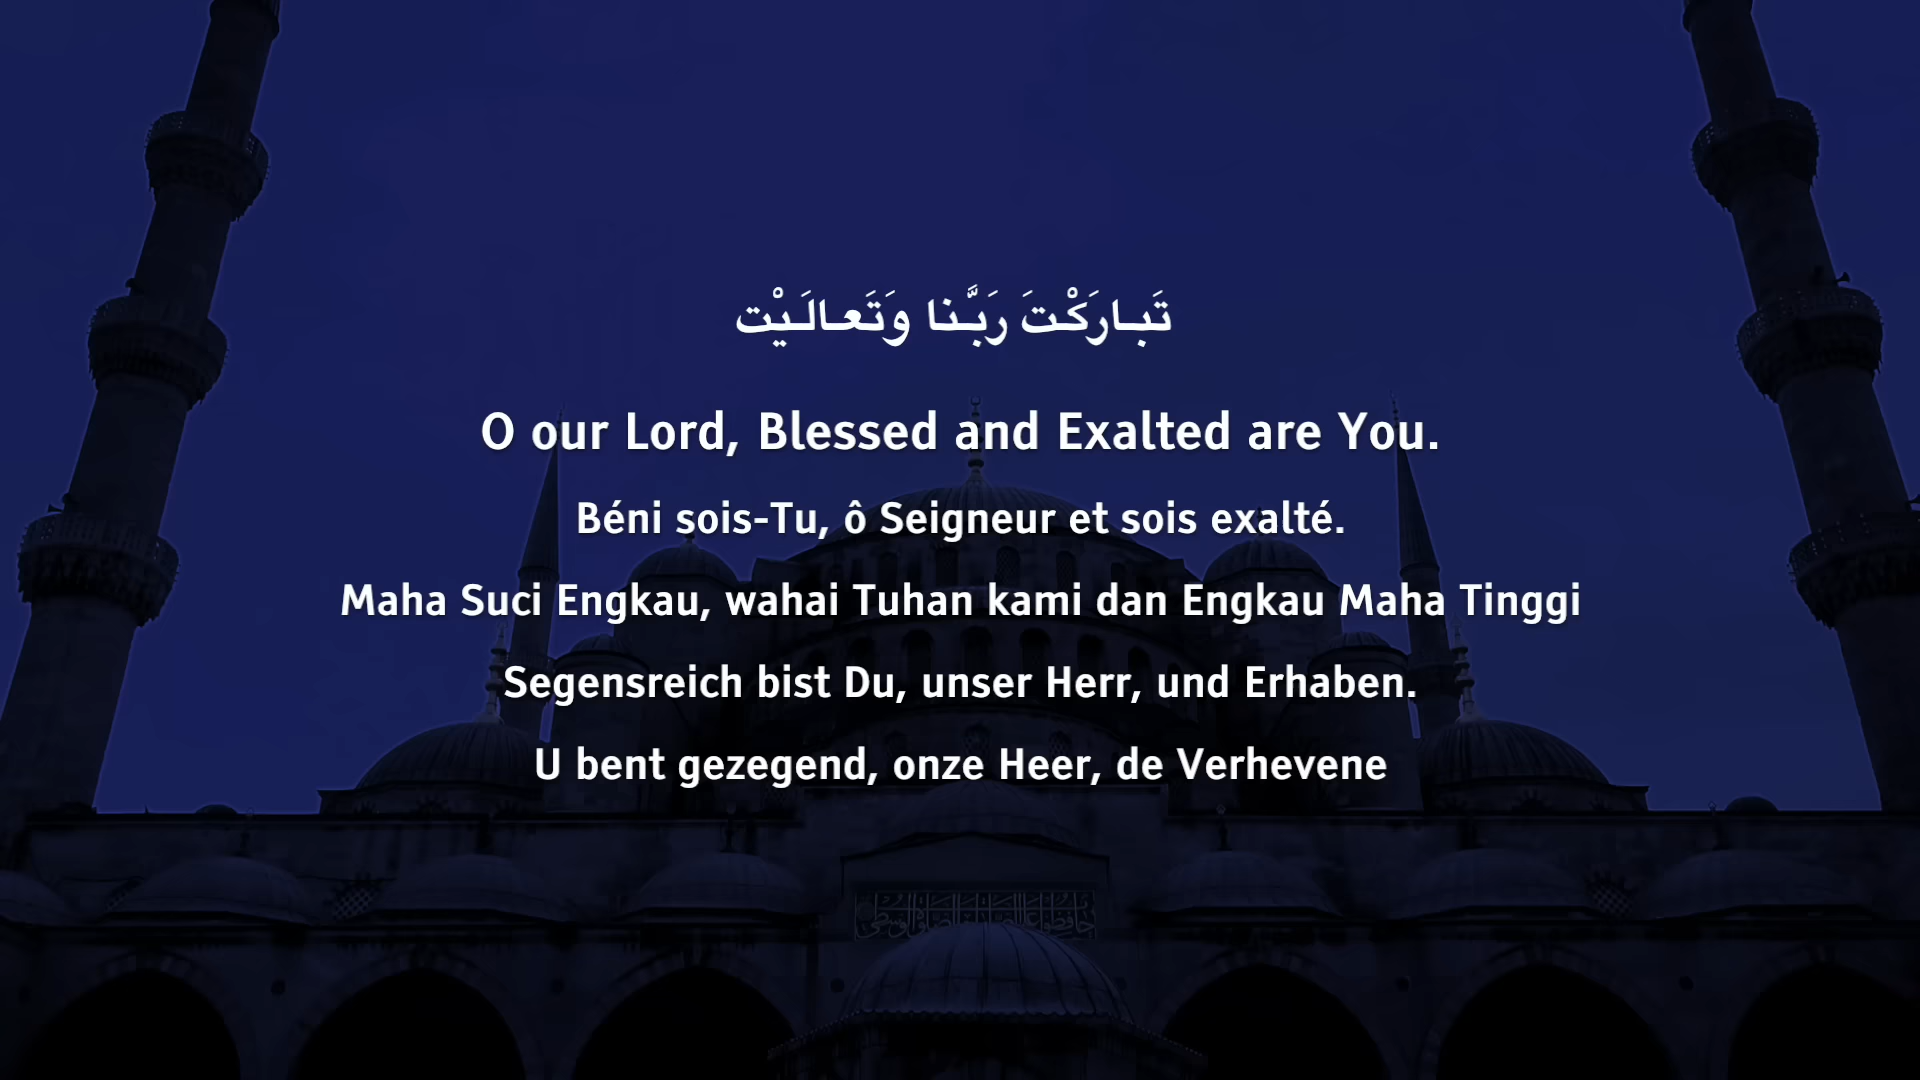 تَبـارَكْـتَ رَبَّـنا وَتَعـالَـيْت
O our Lord, Blessed and Exalted are You.
Béni sois-Tu, ô Seigneur et sois exalté.
Maha Suci Engkau, wahai Tuhan kami dan Engkau Maha Tinggi
Segensreich bist Du, unser Herr, und Erhaben.
U bent gezegend, onze Heer, de Verhevene